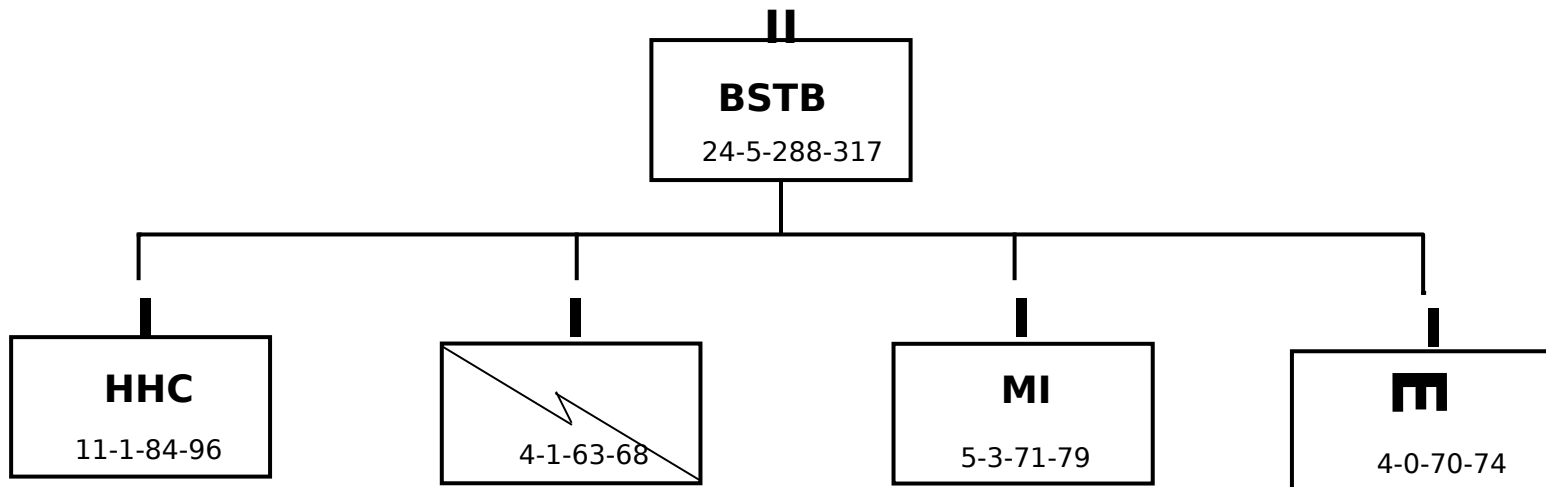 II
BSTB
24-5-288-317
I
HHC
11-1-84-96
I
4-1-63-68
I
MI
5-3-71-79
I
E
4-0-70-74